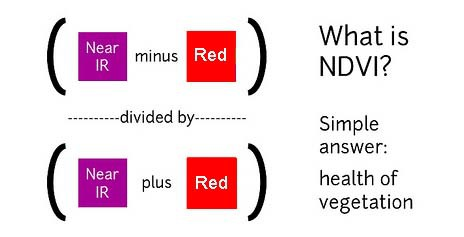 ( Near IR minus Red )
----------divided by----------
( Near IR plus Red )
What is
NDVI?
Simple
answer:
health of
vegetation